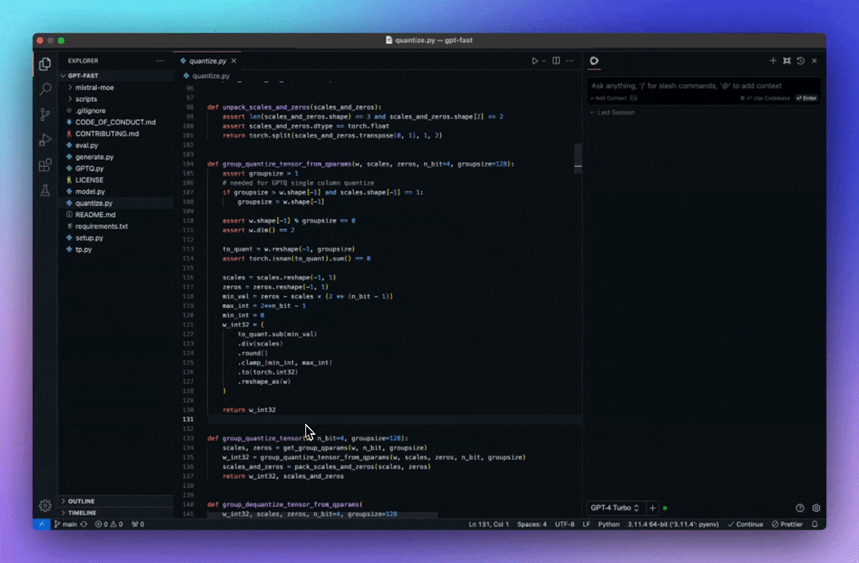 quantize.py — gpt-fast
EXPLORER
GPT-FAST
mixtral-moe
scripts
.gitignore
CODE_OF_CONDUCT.md
CONTRIBUTING.md
eval.py
generate.py
GPTQ.py
LICENSE
model.py
quantize.py
README.md
requirements.txt
setup.py
tp.py
OUTLINE
TIMELINE
quantize.py
quantize.py
96
97
98 def unpack_scales_and_zeros(scales_and_zeros):
99 assert len(scales_and_zeros.shape) == 3 and scales_and_zeros.shape[2] == 2
100 assert scales_and_zeros.dtype == torch.float
101 return torch.split(scales_and_zeros.transpose(0, 1), 1, 2)
102
103
104 def group_quantize_tensor_from_qparams(w, scales, zeros, n_bit=4, groupsize=128):
105 assert groupsize > 1
106 # needed for GPTQ single column quantize
107 if groupsize > w.shape[-1] and scales.shape[-1] == 1:
108 groupsize = w.shape[-1]
109
110 assert w.shape[-1] % groupsize == 0
111 assert w.dim() == 2
112
113 to_quant = w.reshape(-1, groupsize)
114 assert torch.isnan(to_quant).sum() == 0
115
116 scales = scales.reshape(-1, 1)
117 zeros = zeros.reshape(-1, 1)
118 min_val = zeros - scales * (2 ** (n_bit - 1))
119 max_int = 2**n_bit - 1
120 min_int = 0
121 w_int32 = (
122 to_quant.sub(min_val)
123 .div(scales)
124 .round()
125 .clamp_(min_int, max_int)
126 .to(torch.int32)
127 .reshape_as(w)
128 )
129
130 return w_int32
131
132
133 def group_quantize_tensor( n_bit=4, groupsize=128):
134 scales, zeros = get_group_qparams(w, n_bit, groupsize)
135 w_int32 = group_quantize_tensor_from_qparams(w, scales, zeros, n_bit, groupsize)
136 scales_and_zeros = pack_scales_and_zeros(scales, zeros)
137 return w_int32, scales_and_zeros
138
139
140 def group_dequantize_tensor_from_qparams(
141 w_int32, scales, zeros, n_bit=4, groupsize=128
Ask anything, '/' for slash commands, '@' to add context
+ Add Context
⌘ ⏎ Use Codebase
⏎ Enter
← Last Session
GPT-4 Turbo
main
0 0
0
Ln 131, Col 1
Spaces: 4
UTF-8
LF
Python
3.11.4 64-bit ('3.11.4': pyenv)
Continue
Prettier